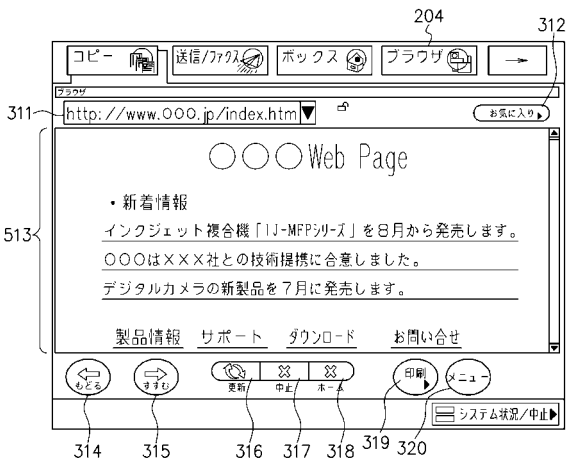 204
312
コピー 送信/ファクス ボックス ブラウザ →
ブラウザ
311 http://www.○○○.jp/index.htm▼ お気に入り▶
○○○Web Page
513
・新着情報
インクジェット複合機「IJ-MFPシリーズ」を8月から発売します。
○○○は×××社との技術提携に合意しました。
デジタルカメラの新製品を7月に発売します。
製品情報 サポート ダウンロード お問い合せ
もどる すすむ 更新 中止 ホーム 印刷▶ メニュー
システム状況/中止▶
314 315 316 317 318 319 320